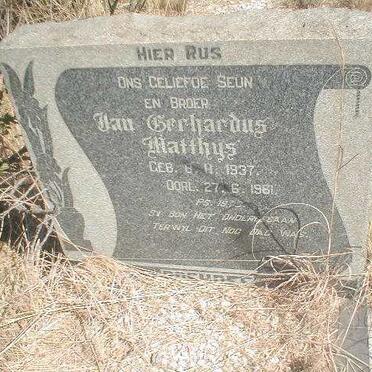 HIER RUS
ONS GELIEFDE SEUN
EN BROER
Jan Gerhardus
Matthys
GEB. 11. 1937.
OORL. 27. 6. 1961.
PS.
SY SON HET ONDERGEGAAN
TERWYL DIT NOG DAG WAS.